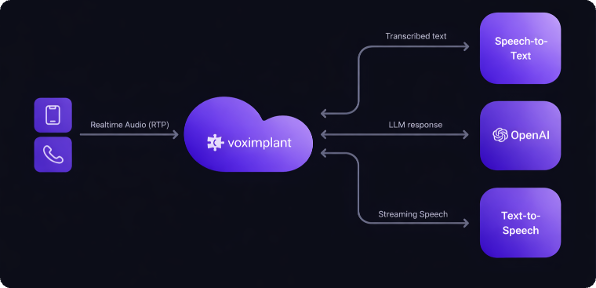 Transcribed text
Speech-to-
Text
Realtime Audio (RTP)
voximplant
LLM response
OpenAI
Streaming Speech
Text-to-
Speech